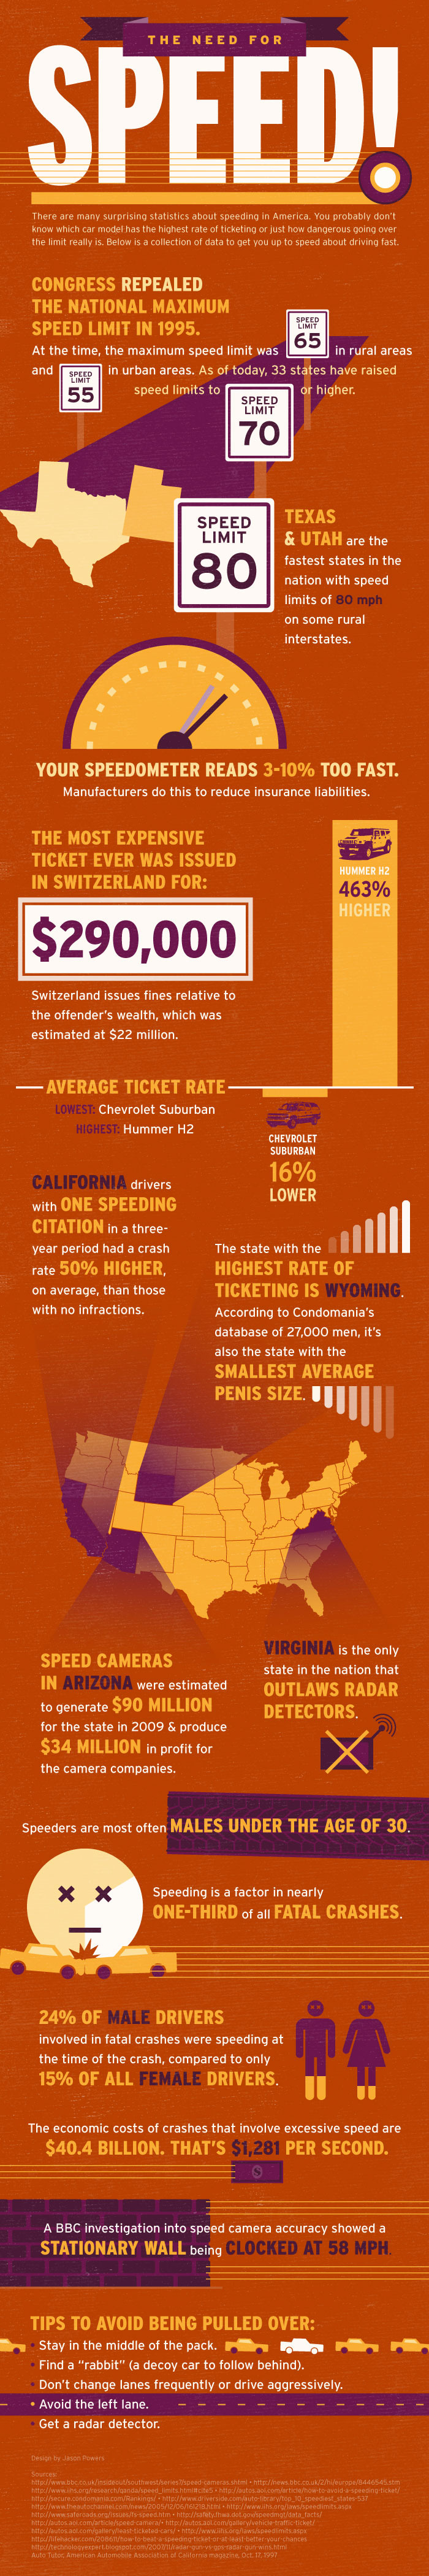 THE NEED FOR
SPEED!
There are many surprising statistics about speeding in America. You probably don't
know which car model has the highest rate of ticketing or just how dangerous going over
the limit really is. Below is a collection of data to get you up to speed about driving fast.
CONGRESS REPEALED
THE NATIONAL MAXIMUM
SPEED LIMIT IN 1995.
At the time, the maximum speed limit was SPEED LIMIT 65 in rural areas
and SPEED LIMIT 55 in urban areas. As of today, 33 states have raised
speed limits to SPEED LIMIT 70 or higher.
SPEED
LIMIT
80
TEXAS
& UTAH are the
fastest states in the
nation with speed
limits of 80 mph
on some rural
interstates.
YOUR SPEEDOMETER READS 3-10% TOO FAST.
Manufacturers do this to reduce insurance liabilities.
THE MOST EXPENSIVE
TICKET EVER WAS ISSUED
IN SWITZERLAND FOR:
$290,000
Switzerland issues fines relative to
the offender's wealth, which was
estimated at $22 million.
HUMMER H2
463%
HIGHER
AVERAGE TICKET RATE
LOWEST: Chevrolet Suburban
HIGHEST: Hummer H2
CHEVROLET
SUBURBAN
16%
LOWER
CALIFORNIA drivers
with ONE SPEEDING
CITATION in a three-
year period had a crash
rate 50% HIGHER,
on average, than those
with no infractions.
The state with the
HIGHEST RATE OF
TICKETING IS WYOMING.
According to Condomania's
database of 27,000 men, it's
also the state with the
SMALLEST AVERAGE
PENIS SIZE.
SPEED CAMERAS
IN ARIZONA were estimated
to generate $90 MILLION
for the state in 2009 & produce
$34 MILLION in profit for
the camera companies.
VIRGINIA is the only
state in the nation that
OUTLAWS RADAR
DETECTORS.
Speeders are most often MALES UNDER THE AGE OF 30.
Speeding is a factor in nearly
ONE-THIRD of all FATAL CRASHES.
24% OF MALE DRIVERS
involved in fatal crashes were speeding at
the time of the crash, compared to only
15% OF ALL FEMALE DRIVERS.
The economic costs of crashes that involve excessive speed are
$40.4 BILLION. THAT'S $1,281 PER SECOND.
$
A BBC investigation into speed camera accuracy showed a
STATIONARY WALL being CLOCKED AT 58 MPH.
TIPS TO AVOID BEING PULLED OVER:
• Stay in the middle of the pack.
• Find a "rabbit" (a decoy car to follow behind).
• Don't change lanes frequently or drive aggressively.
• Avoid the left lane.
• Get a radar detector.
Design by Jason Powers
Sources:
Auto Tutor, American Automobile Association of California magazine, Oct. 17, 1997